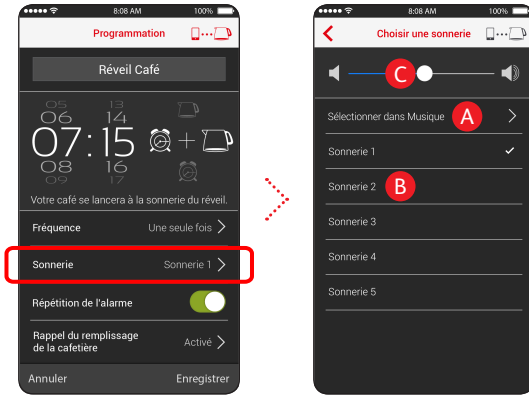 8:08 AM 100%
Programmation
Réveil Café
05 13
06 14
07:15 +
08 16
09 17
Votre café se lancera à la sonnerie du réveil.
Fréquence Une seule fois
Sonnerie Sonnerie 1
Répétition de l'alarme
Rappel du remplissage
de la cafetière Activé
Annuler Enregistrer
8:08 AM 100%
Choisir une sonnerie
C
Sélectionner dans Musique A
Sonnerie 1
Sonnerie 2 B
Sonnerie 3
Sonnerie 4
Sonnerie 5